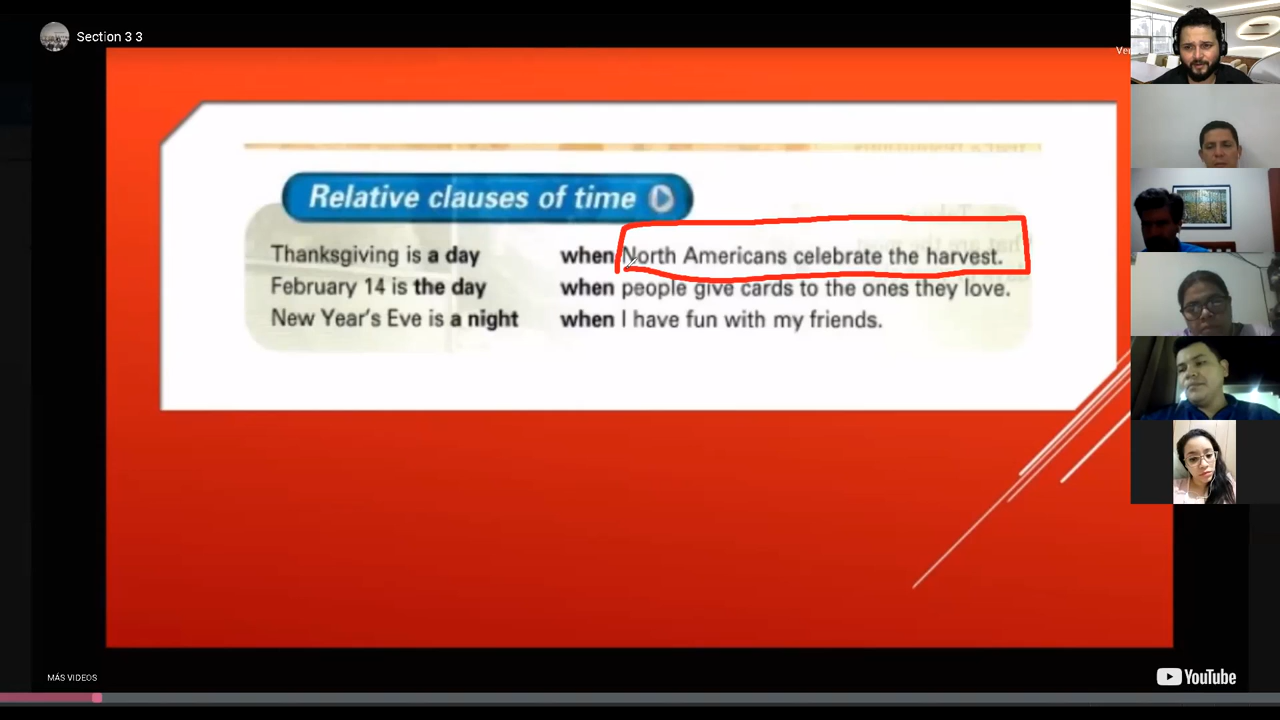 Section 3 3
Relative clauses of time
Thanksgiving is a day when North Americans celebrate the harvest.
February 14 is the day when people give cards to the ones they love.
New Year's Eve is a night when I have fun with my friends.
MÁS VIDEOS
YouTube